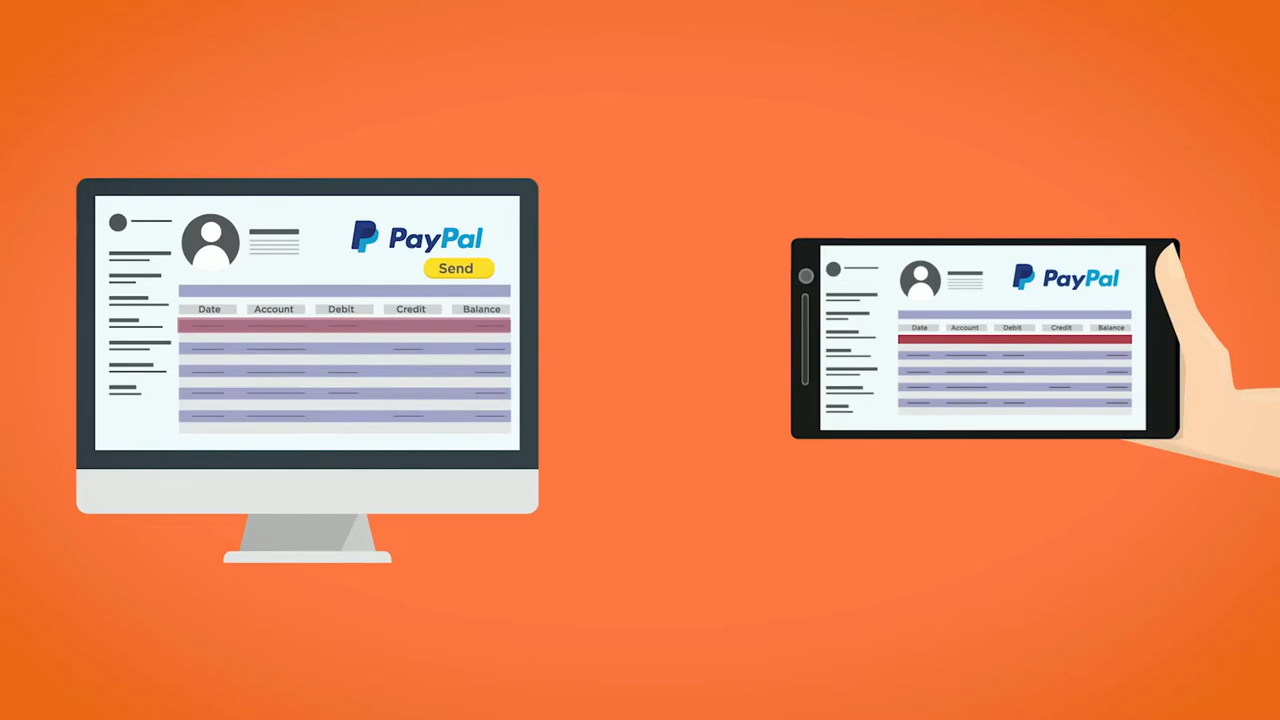 PayPal
Send
Date Account Debit Credit Balance
PayPal
Date Account Debit Credit Balance